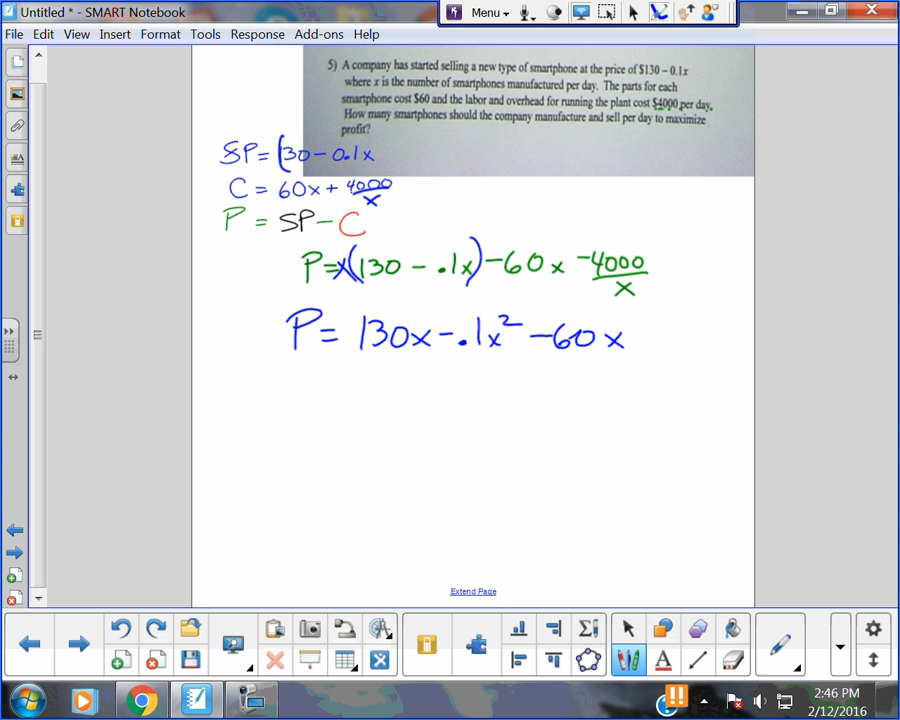 Untitled * - SMART Notebook
Menu
File Edit View Insert Format Tools Response Add-ons Help
5) A company has started selling a new type of smartphone at the price of $130 – 0.1x
where x is the number of smartphones manufactured per day. The parts for each
smartphone cost $60 and the labor and overhead for running the plant cost $4000 per day.
How many smartphones should the company manufacture and sell per day to maximize
profit?
SP = 130 - 0.1x
C = 60x + 4000/x
P = SP - C
P = x(130 - .1x) - 60x - 4000/x
P = 130x - .1x² - 60x
Extend Page
2:46 PM
2/12/2016